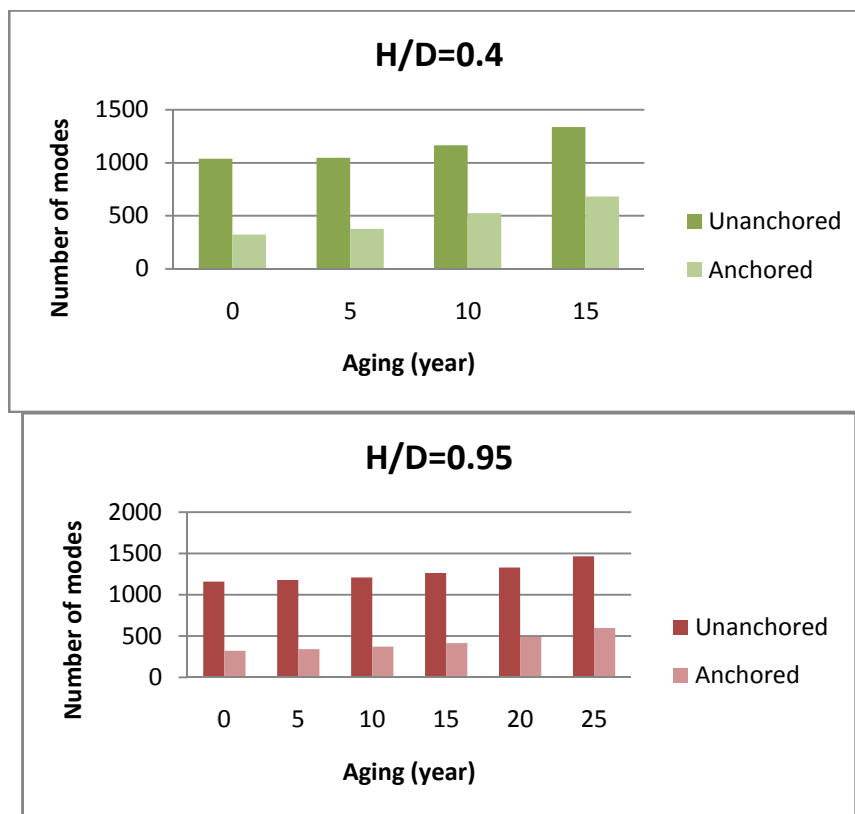 H/D=0.4
Number of modes
1500
1000
500
0
0 5 10 15
Aging (year)
Unanchored
Anchored
H/D=0.95
Number of modes
2000
1500
1000
500
0
0 5 10 15 20 25
Aging (year)
Unanchored
Anchored